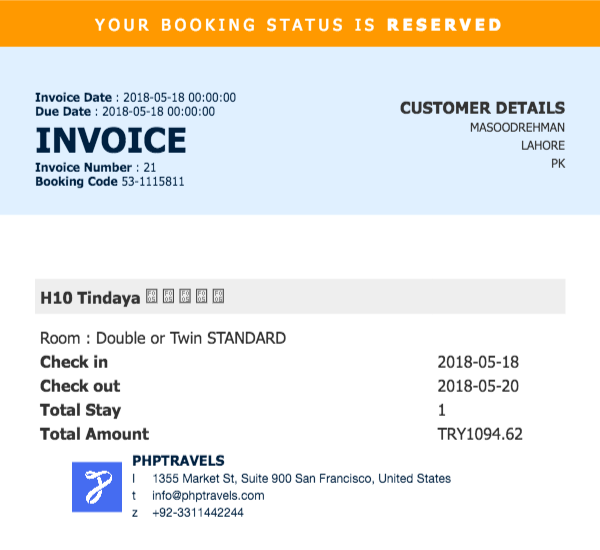 YOUR BOOKING STATUS IS RESERVED
Invoice Date : 2018-05-18 00:00:00
Due Date : 2018-05-18 00:00:00
INVOICE
Invoice Number : 21
Booking Code 53-1115811
CUSTOMER DETAILS
MASOODREHMAN
LAHORE
PK
H10 Tindaya
Room : Double or Twin STANDARD
Check in 2018-05-18
Check out 2018-05-20
Total Stay 1
Total Amount TRY1094.62
PHPTRAVELS
l 1355 Market St, Suite 900 San Francisco, United States
t info@phptravels.com
z +92-3311442244